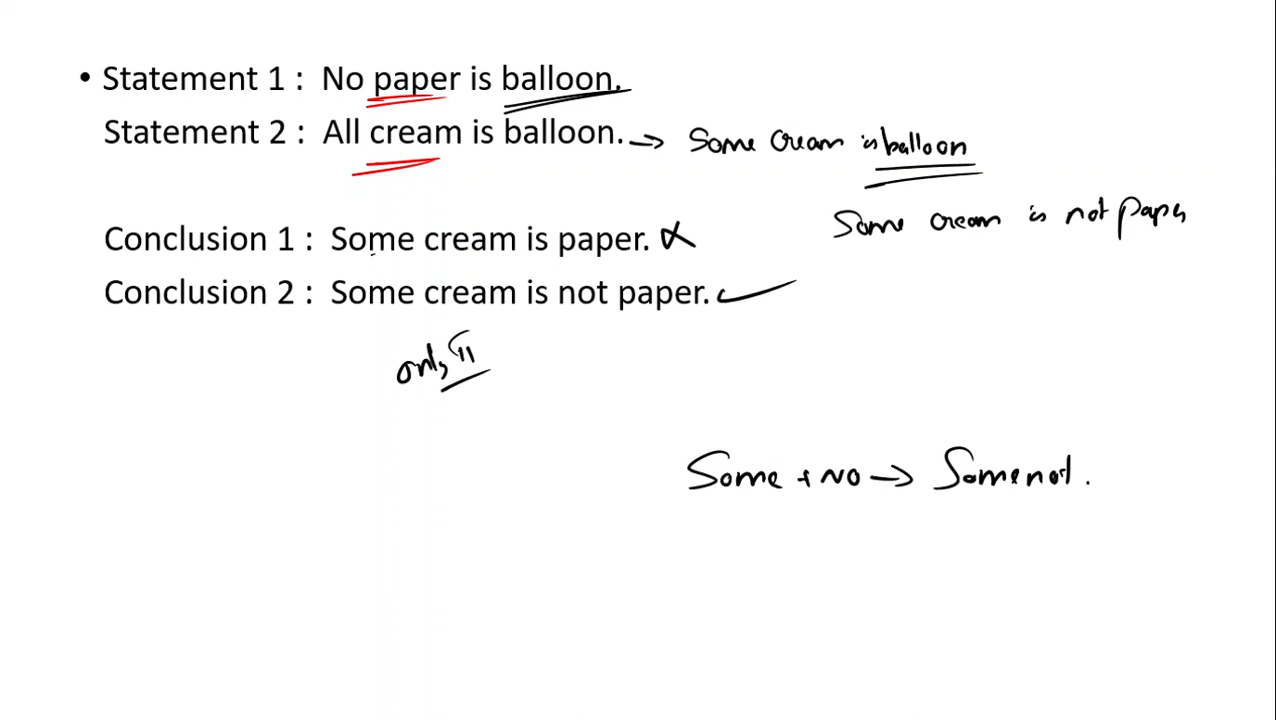 • Statement 1 : No paper is balloon.
Statement 2 : All cream is balloon. → Some cream is balloon
Some cream is not paper
Conclusion 1 : Some cream is paper.
Conclusion 2 : Some cream is not paper. ✓
only II
Some + NO → Some not.